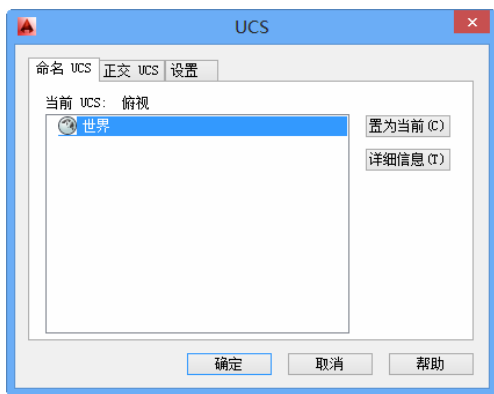 UCS
命名 UCS 正交 UCS 设置
当前 UCS: 俯视
世界
置为当前(C)
详细信息(T)
确定 取消 帮助